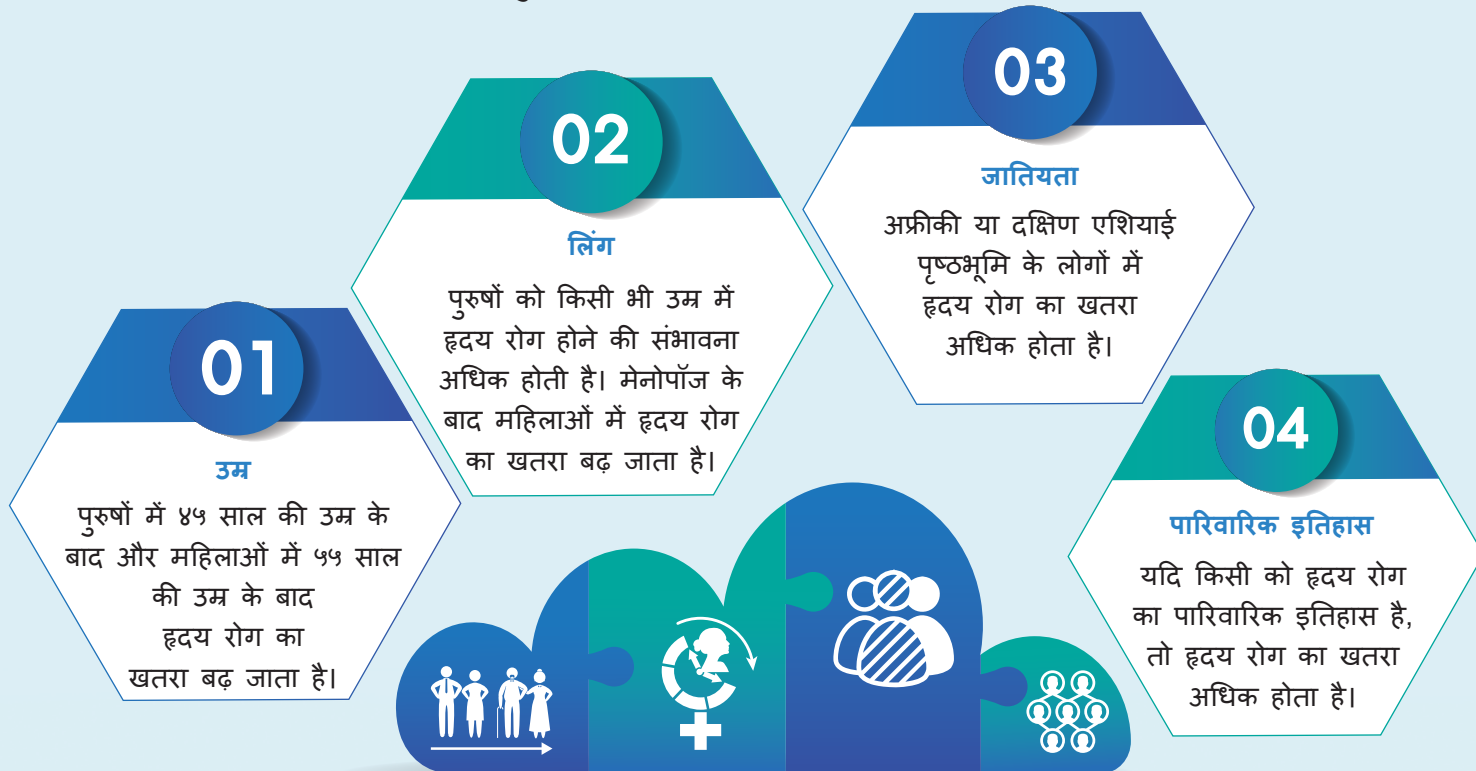 01
उम्र
पुरुषों में ४५ साल की उम्र के
बाद और महिलाओं में ५५ साल
की उम्र के बाद
हृदय रोग का
खतरा बढ़ जाता है।
02
लिंग
पुरुषों को किसी भी उम्र में
हृदय रोग होने की संभावना
अधिक होती है। मेनोपॉज के
बाद महिलाओं में हृदय रोग
का खतरा बढ़ जाता है।
03
जातियता
अफ्रीकी या दक्षिण एशियाई
पृष्ठभूमि के लोगों में
हृदय रोग का खतरा
अधिक होता है।
04
पारिवारिक इतिहास
यदि किसी को हृदय रोग
का पारिवारिक इतिहास है,
तो हृदय रोग का खतरा
अधिक होता है।